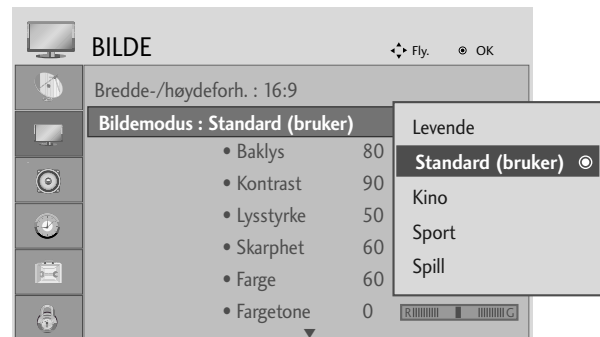 BILDE
Fly. OK
Bredde-/høydeforh. : 16:9
Bildemodus : Standard (bruker)
• Baklys 80
• Kontrast 90
• Lysstyrke 50
• Skarphet 60
• Farge 60
• Fargetone 0 R G
Levende
Standard (bruker)
Kino
Sport
Spill